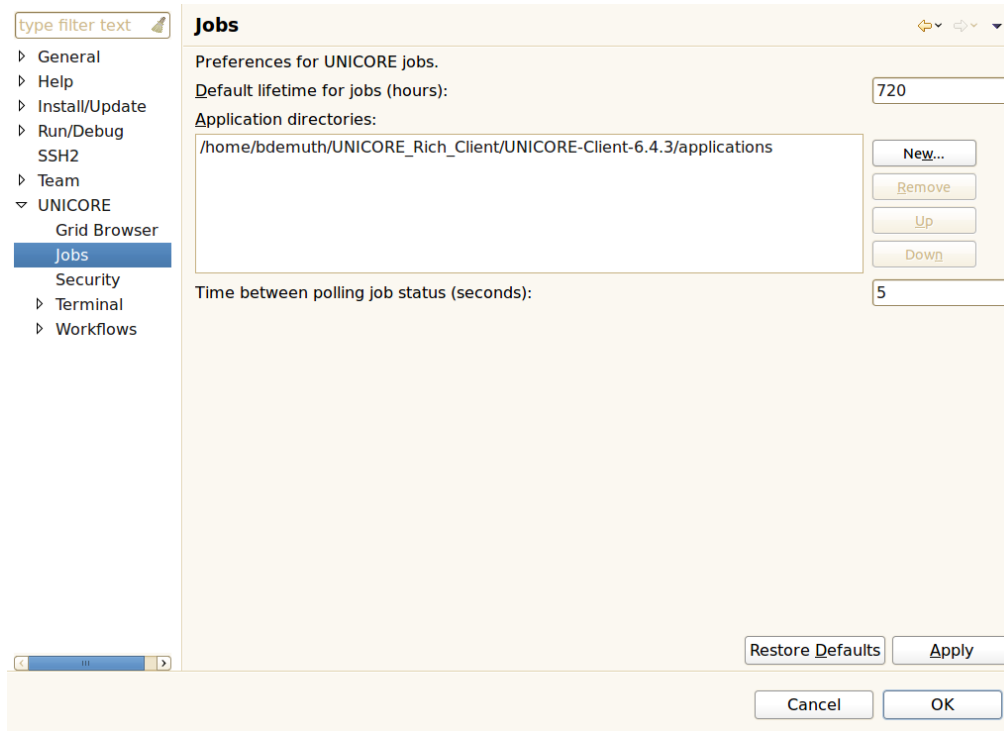 type filter text
General
Help
Install/Update
Run/Debug
SSH2
Team
UNICORE
Grid Browser
Jobs
Security
Terminal
Workflows
Jobs
Preferences for UNICORE jobs.
Default lifetime for jobs (hours):
720
Application directories:
/home/bdemuth/UNICORE_Rich_Client/UNICORE-Client-6.4.3/applications
New...
Remove
Up
Down
Time between polling job status (seconds):
5
Restore Defaults
Apply
Cancel
OK